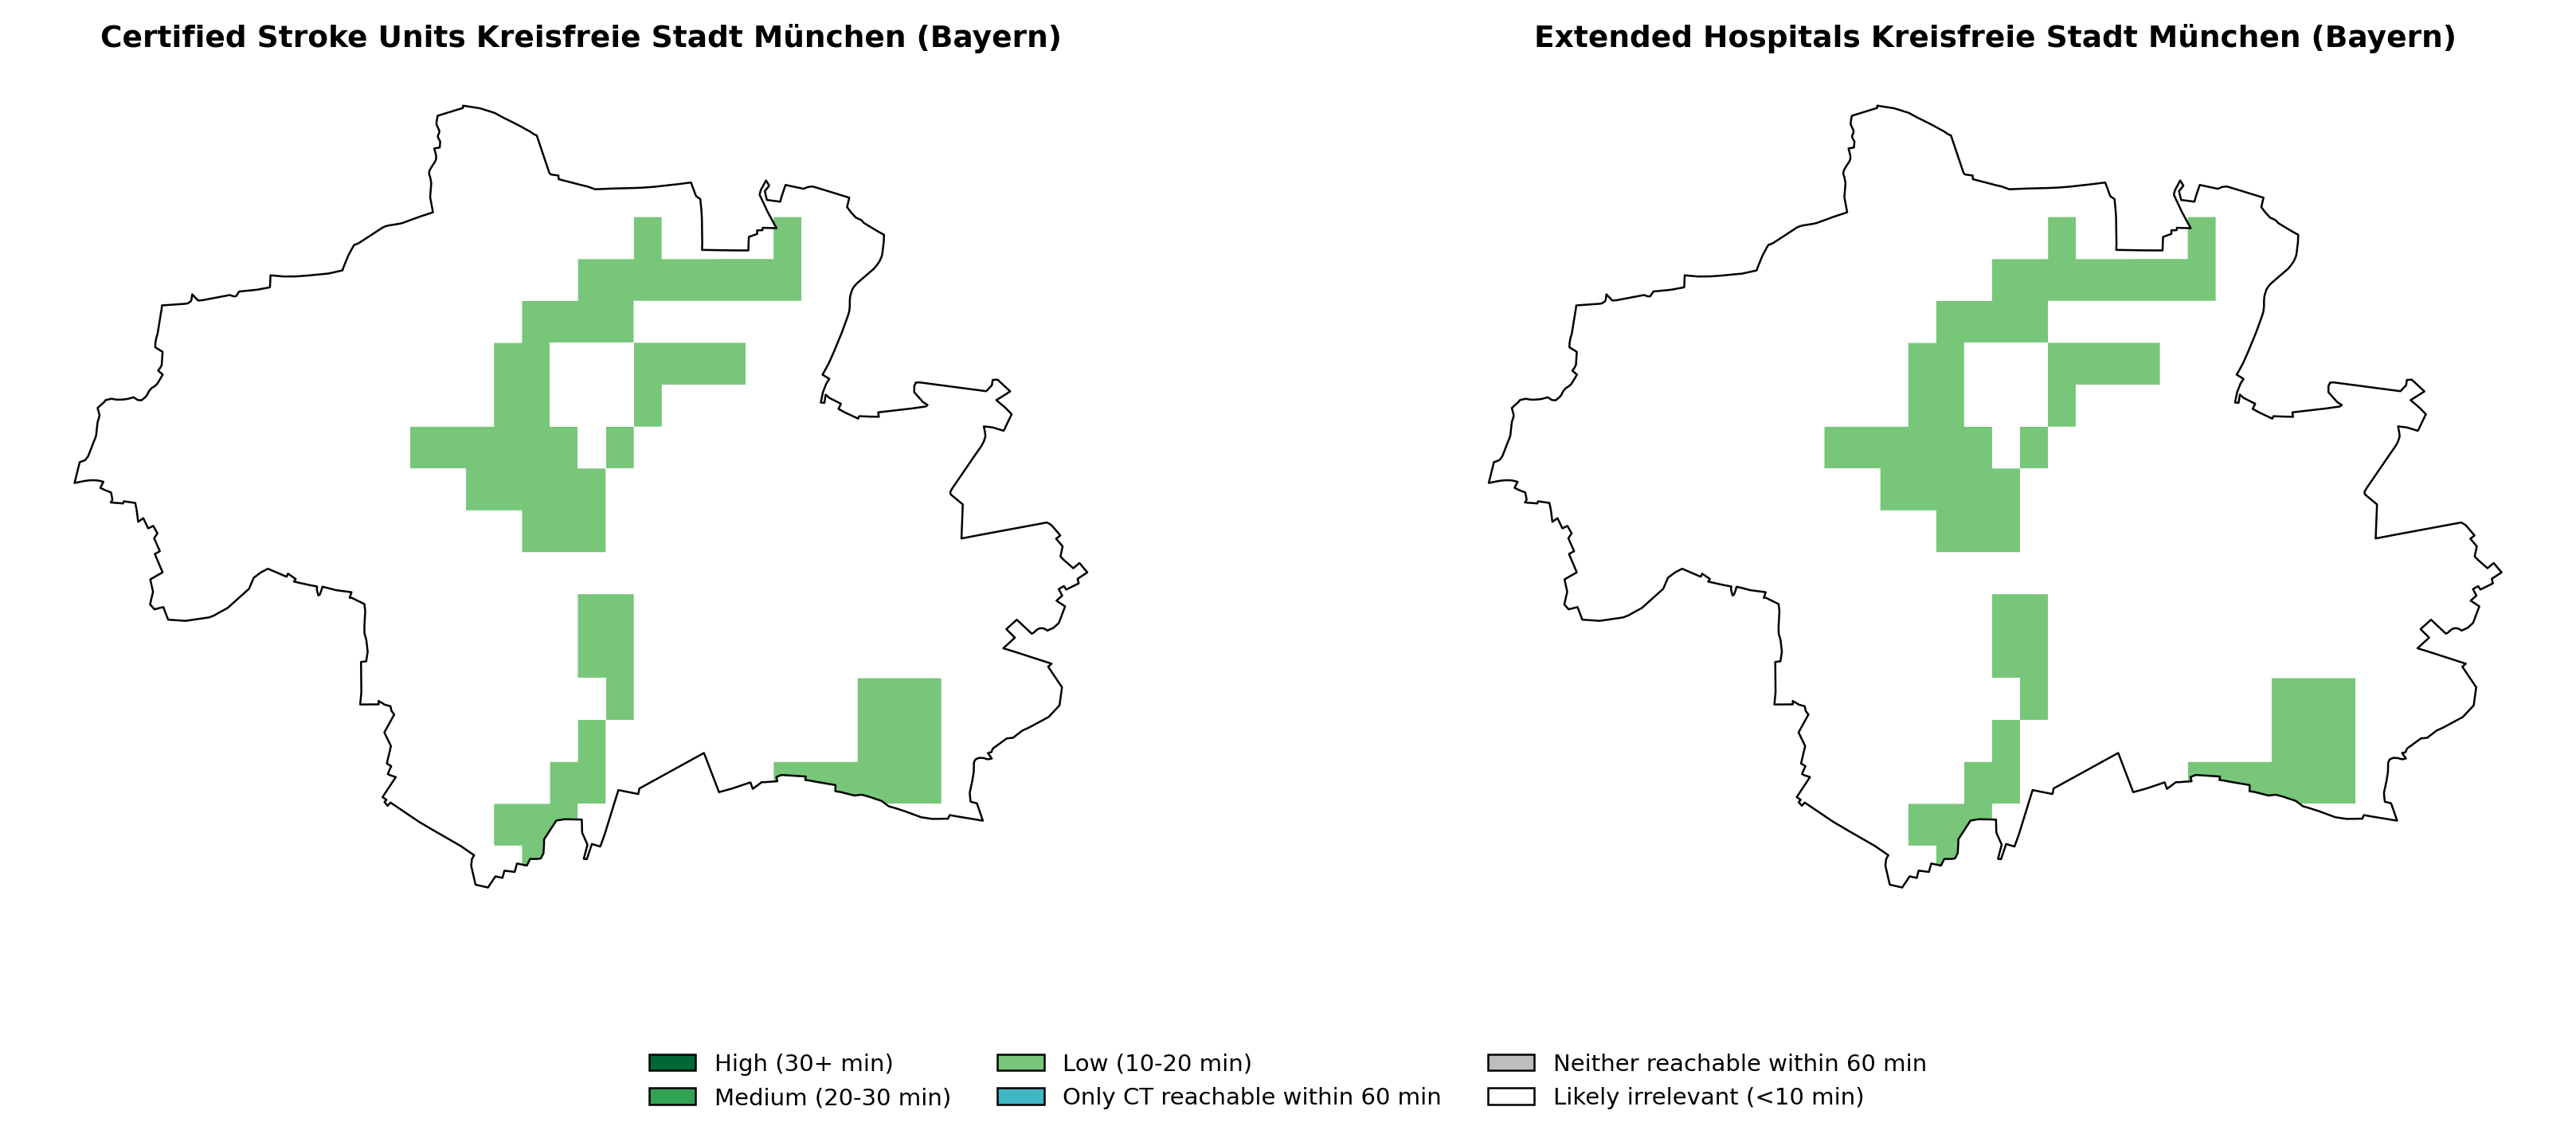 Certified Stroke Units Kreisfreie Stadt München (Bayern)
Extended Hospitals Kreisfreie Stadt München (Bayern)
High (30+ min)
Medium (20-30 min)
Low (10-20 min)
Only CT reachable within 60 min
Neither reachable within 60 min
Likely irrelevant (<10 min)